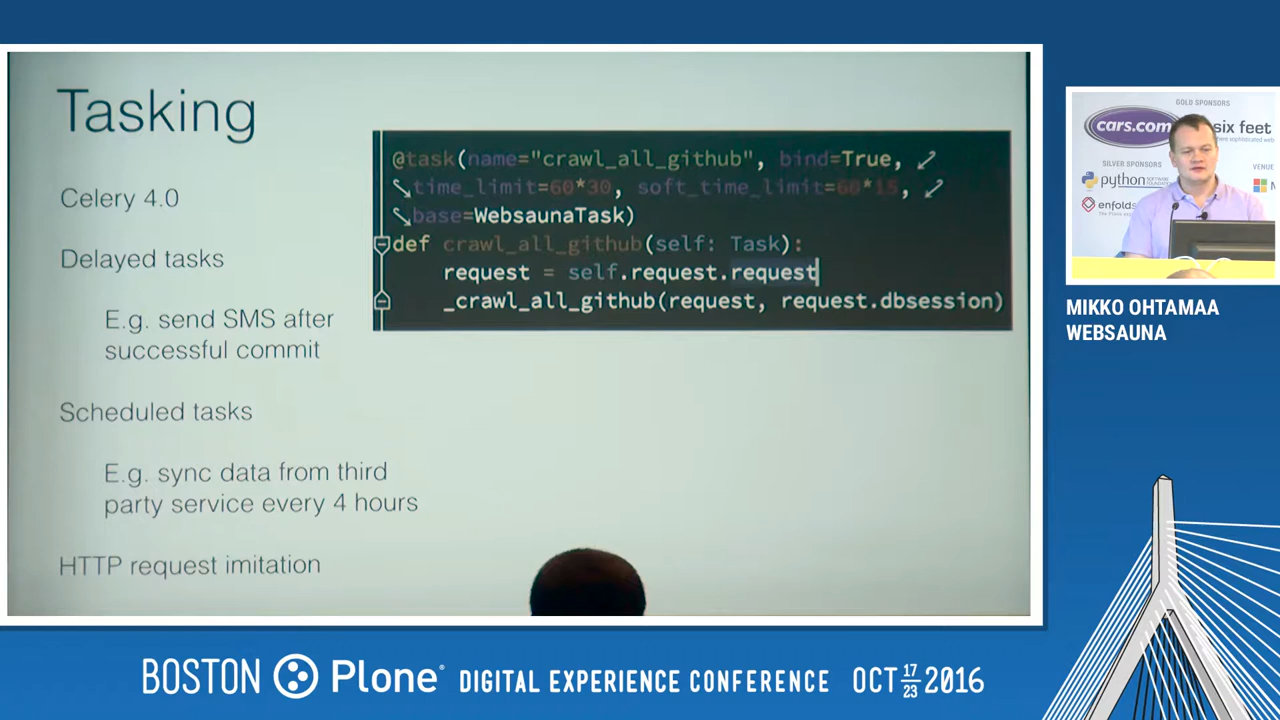 Tasking
Celery 4.0
Delayed tasks
E.g. send SMS after
successful commit
Scheduled tasks
E.g. sync data from third
party service every 4 hours
HTTP request imitation
@task(name="crawl_all_github", bind=True,
time_limit=60*30, soft_time_limit=60*15,
base=WebsaunaTask)
def crawl_all_github(self: Task):
request = self.request.request
_crawl_all_github(request, request.dbsession)
GOLD SPONSORS
cars.com
six feet
SILVER SPONSORS
VENUE
python
enfold
MIKKO OHTAMAA
WEBSAUNA
BOSTON Plone DIGITAL EXPERIENCE CONFERENCE OCT 17 23 2016